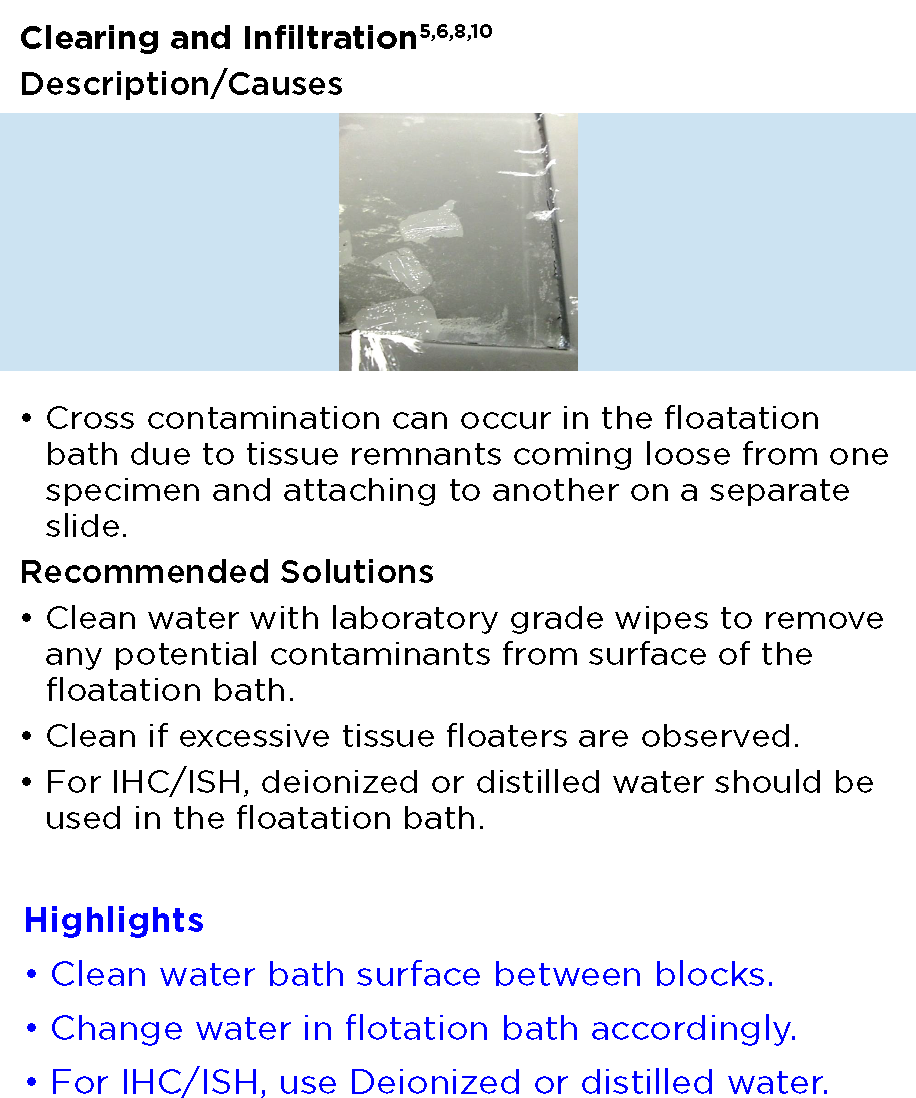 Clearing and Infiltration5,6,8,10
Description/Causes
• Cross contamination can occur in the floatation
bath due to tissue remnants coming loose from one
specimen and attaching to another on a separate
slide.
Recommended Solutions
• Clean water with laboratory grade wipes to remove
any potential contaminants from surface of the
floatation bath.
• Clean if excessive tissue floaters are observed.
• For IHC/ISH, deionized or distilled water should be
used in the floatation bath.
Highlights
• Clean water bath surface between blocks.
• Change water in flotation bath accordingly.
• For IHC/ISH, use Deionized or distilled water.